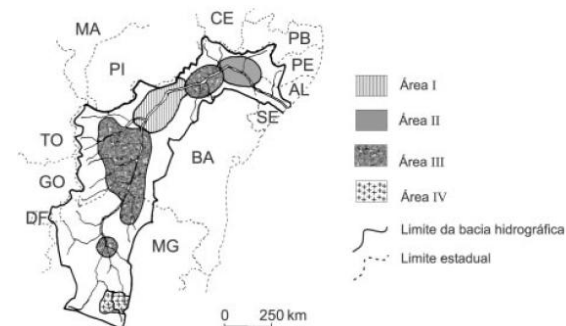 CE
MA
PB
PI
PE
AL
SE
TO
BA
GO
DF
MG
0 250 km
Área I
Área II
Área III
Área IV
Limite da bacia hidrográfica
Limite estadual